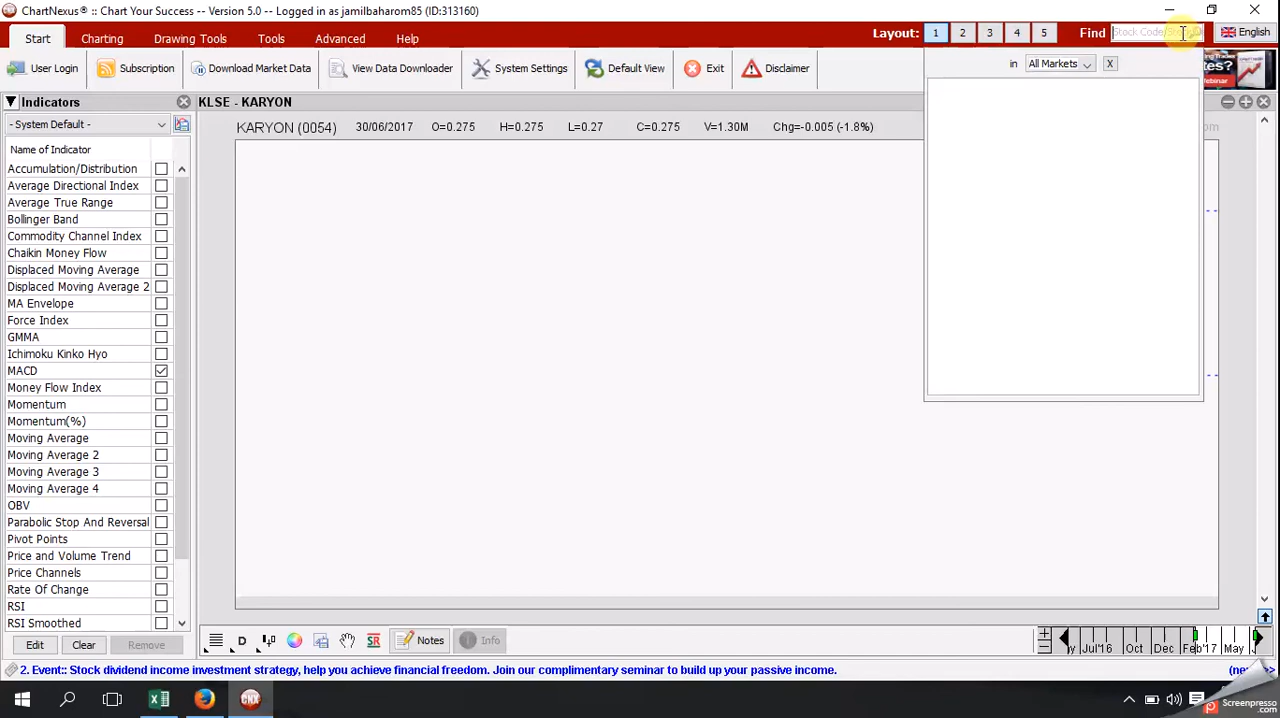 ChartNexus® :: Chart Your Success -- Version 5.0 -- Logged in as jamilbaharom85 (ID:313160)
Start Charting Drawing Tools Tools Advanced Help Layout: 1 2 3 4 5 Find English
User Login Subscription Download Market Data View Data Downloader System Settings Default View Exit Disclaimer
in All Markets X
Indicators KLSE - KARYON
- System Default - KARYON (0054) 30/06/2017 O=0.275 H=0.275 L=0.27 C=0.275 V=1.30M Chg=-0.005 (-1.8%)
Name of Indicator
Accumulation/Distribution
Average Directional Index
Average True Range
Bollinger Band
Commodity Channel Index
Chaikin Money Flow
Displaced Moving Average
Displaced Moving Average 2
MA Envelope
Force Index
GMMA
Ichimoku Kinko Hyo
MACD
Money Flow Index
Momentum
Momentum(%)
Moving Average
Moving Average 2
Moving Average 3
Moving Average 4
OBV
Parabolic Stop And Reversal
Pivot Points
Price and Volume Trend
Price Channels
Rate Of Change
RSI
RSI Smoothed
Edit Clear Remove D SR Notes Info Jul'16 Oct Dec Feb'17 May
2. Event:: Stock dividend income investment strategy, help you achieve financial freedom. Join our complimentary seminar to build up your passive income.
CNX
Screenpresso
.com